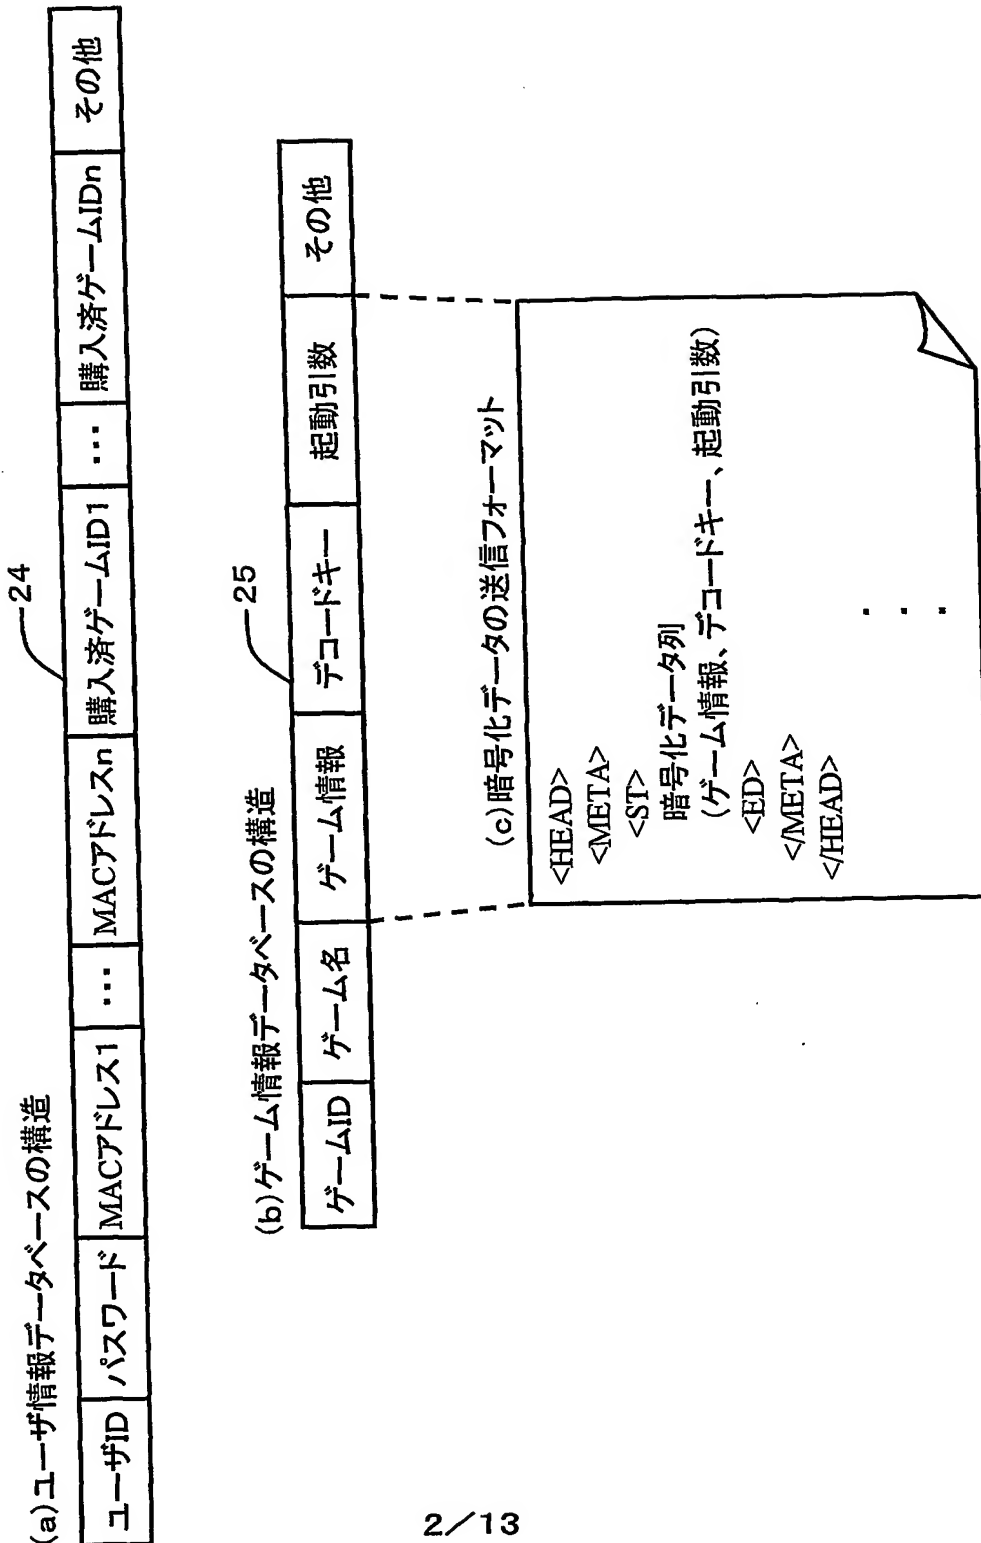 (a)ユーザ情報データベースの構造
24
ユーザID パスワード MACアドレス1 ・・・ MACアドレスn 購入済ゲームID1 ・・・ 購入済ゲームIDn その他
(b)ゲーム情報データベースの構造
25
ゲームID ゲーム名 ゲーム情報 デコードキー 起動引数 その他
(c)暗号化データの送信フォーマット
<HEAD>
<META>
<ST>
暗号化データ列
(ゲーム情報、デコードキー、起動引数)
<ED>
</META>
</HEAD>
・・・
2/13